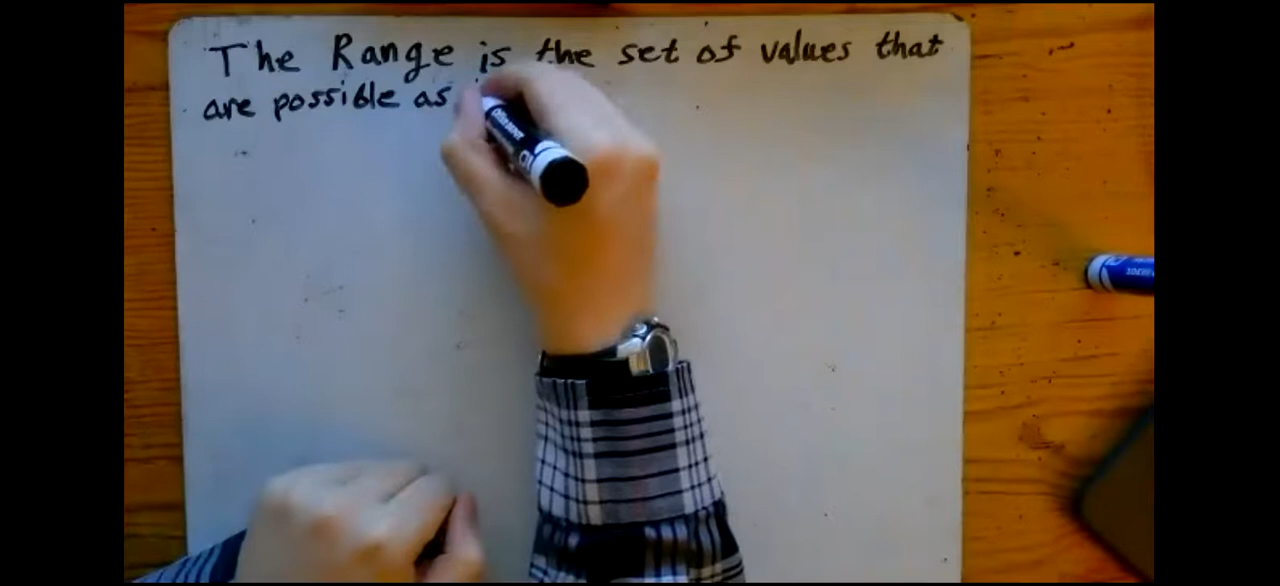 The Range is the set of values that
are possible as